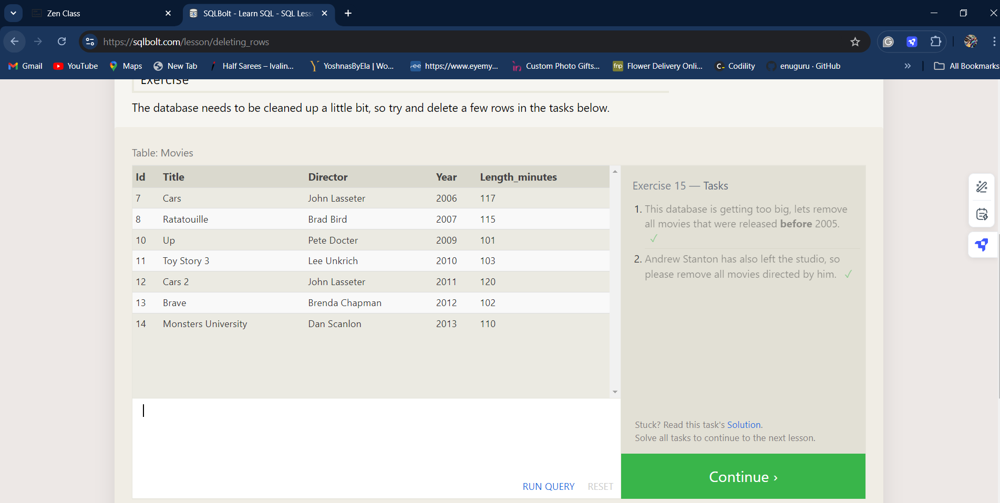 Zen Class
SQLBolt - Learn SQL - SQL Less
https://sqlbolt.com/lesson/deleting_rows
Gmail YouTube Maps New Tab Half Sarees – Ivalin... YoshnasByEla | Wo... https://www.eyemy... Custom Photo Gifts... fnp Flower Delivery Onli... Codility enuguru · GitHub » All Bookmarks
Exercise
The database needs to be cleaned up a little bit, so try and delete a few rows in the tasks below.
Table: Movies
Id Title Director Year Length_minutes
7 Cars John Lasseter 2006 117
8 Ratatouille Brad Bird 2007 115
10 Up Pete Docter 2009 101
11 Toy Story 3 Lee Unkrich 2010 103
12 Cars 2 John Lasseter 2011 120
13 Brave Brenda Chapman 2012 102
14 Monsters University Dan Scanlon 2013 110
Exercise 15 — Tasks
1. This database is getting too big, lets remove
all movies that were released before 2005.
✓
2. Andrew Stanton has also left the studio, so
please remove all movies directed by him. ✓
Stuck? Read this task's Solution.
Solve all tasks to continue to the next lesson.
RUN QUERY RESET
Continue ›